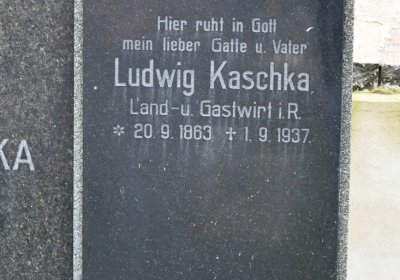 Hier ruht in Gott
mein lieber Gatte u. Vater
Ludwig Kaschka,
Land- u. Gastwirt i. R.
* 20. 9. 1863. † 1. 9. 1937.
KA